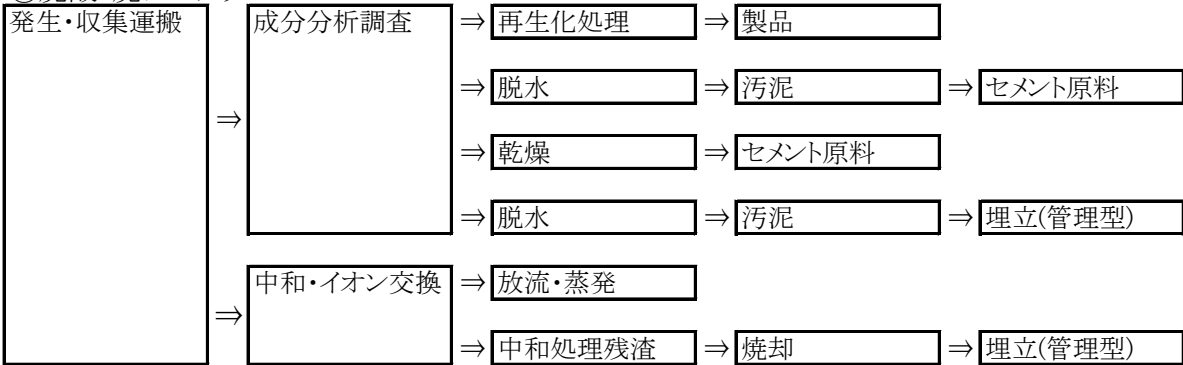 発生・収集運搬 成分分析調査 ⇒ 再生化処理 ⇒ 製品
⇒ 脱水 ⇒ 汚泥 ⇒ セメント原料
⇒
⇒ 乾燥 ⇒ セメント原料
⇒ 脱水 ⇒ 汚泥 ⇒ 埋立(管理型)
中和・イオン交換 ⇒ 放流・蒸発
⇒
⇒ 中和処理残渣 ⇒ 焼却 ⇒ 埋立(管理型)